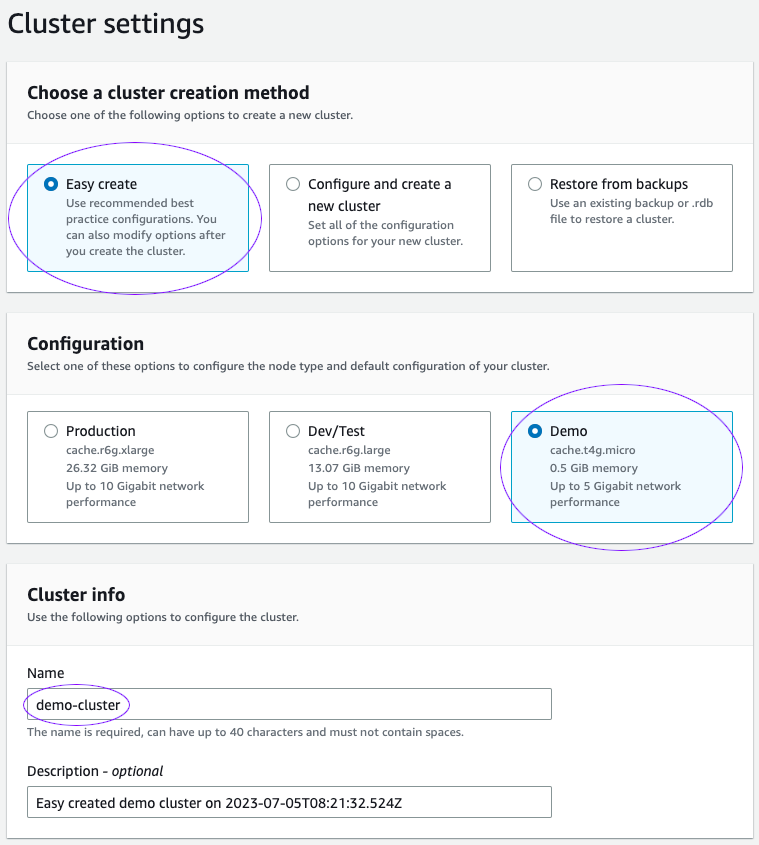 Cluster settings
Choose a cluster creation method
Choose one of the following options to create a new cluster.
Easy create
Use recommended best
practice configurations. You
can also modify options after
you create the cluster.
Configure and create a
new cluster
Set all of the configuration
options for your new cluster.
Restore from backups
Use an existing backup or .rdb
file to restore a cluster.
Configuration
Select one of these options to configure the node type and default configuration of your cluster.
Production
cache.r6g.xlarge
26.32 GiB memory
Up to 10 Gigabit network
performance
Dev/Test
cache.r6g.large
13.07 GiB memory
Up to 10 Gigabit network
performance
Demo
cache.t4g.micro
0.5 GiB memory
Up to 5 Gigabit network
performance
Cluster info
Use the following options to configure the cluster.
Name
demo-cluster
The name is required, can have up to 40 characters and must not contain spaces.
Description - optional
Easy created demo cluster on 2023-07-05T08:21:32.524Z